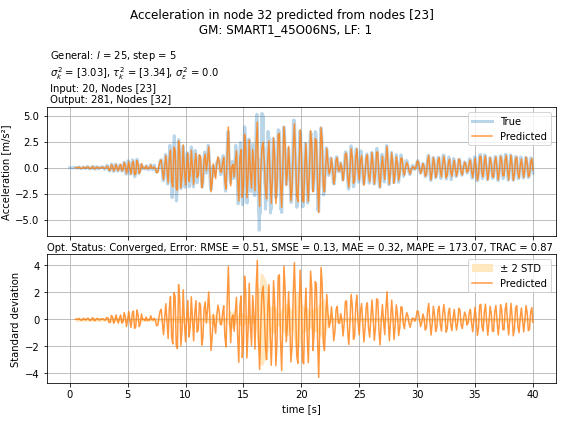 Acceleration in node 32 predicted from nodes [23]
GM: SMART1_45O06NS, LF: 1
General: l = 25, step = 5
σ²ₖ = [3.03], τ²ₖ = [3.34], σ²ε = 0.0
Input: 20, Nodes [23]
Output: 281, Nodes [32]
Acceleration [m/s²]
5.0
2.5
0.0
−2.5
−5.0
True
Predicted
Opt. Status: Converged, Error: RMSE = 0.51, SMSE = 0.13, MAE = 0.32, MAPE = 173.07, TRAC = 0.87
Standard deviation
4
2
0
−2
−4
± 2 STD
Predicted
0 5 10 15 20 25 30 35 40
time [s]